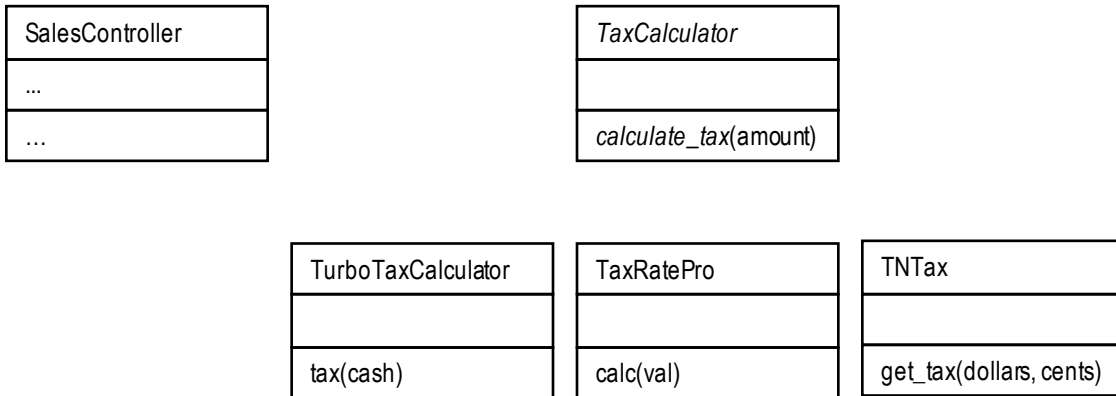 SalesController
...
…
TaxCalculator
calculate_tax(amount)
TurboTaxCalculator
tax(cash)
TaxRatePro
calc(val)
TNTax
get_tax(dollars, cents)